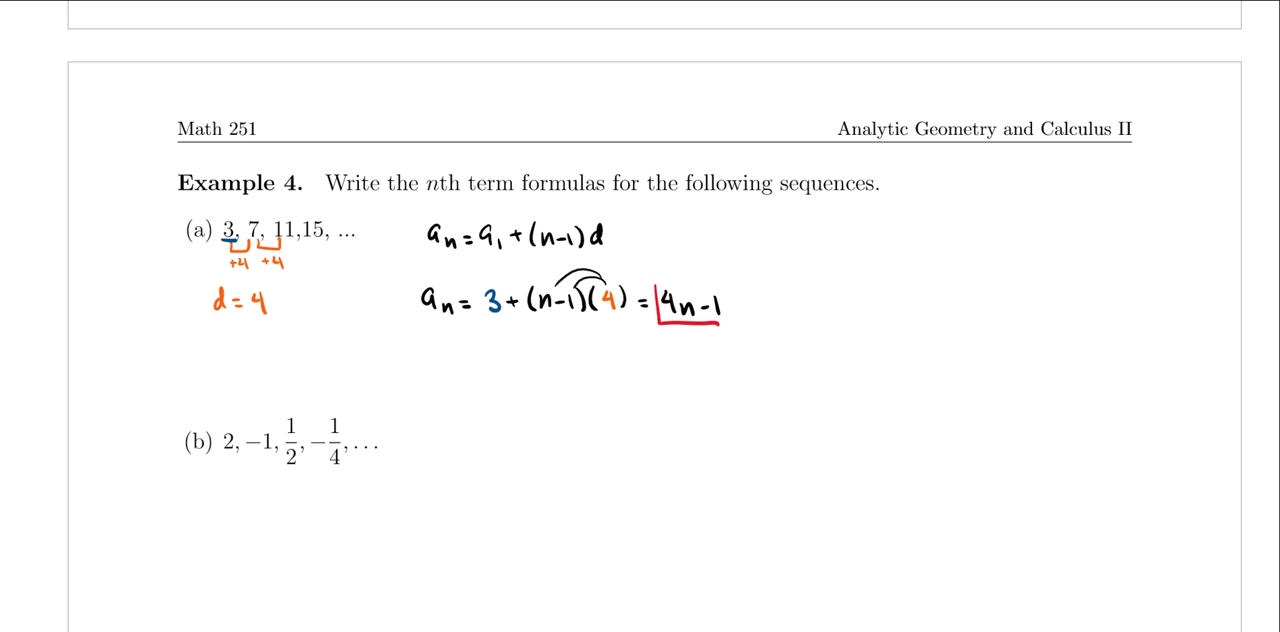 Math 251 Analytic Geometry and Calculus II
Example 4. Write the nth term formulas for the following sequences.
(a) 3, 7, 11,15, ... aₙ = a₁ + (n-1)d
+4 +4
d = 4 aₙ = 3 + (n-1)(4) = 4n-1
(b) 2, −1, 1/2, −1/4, . . .